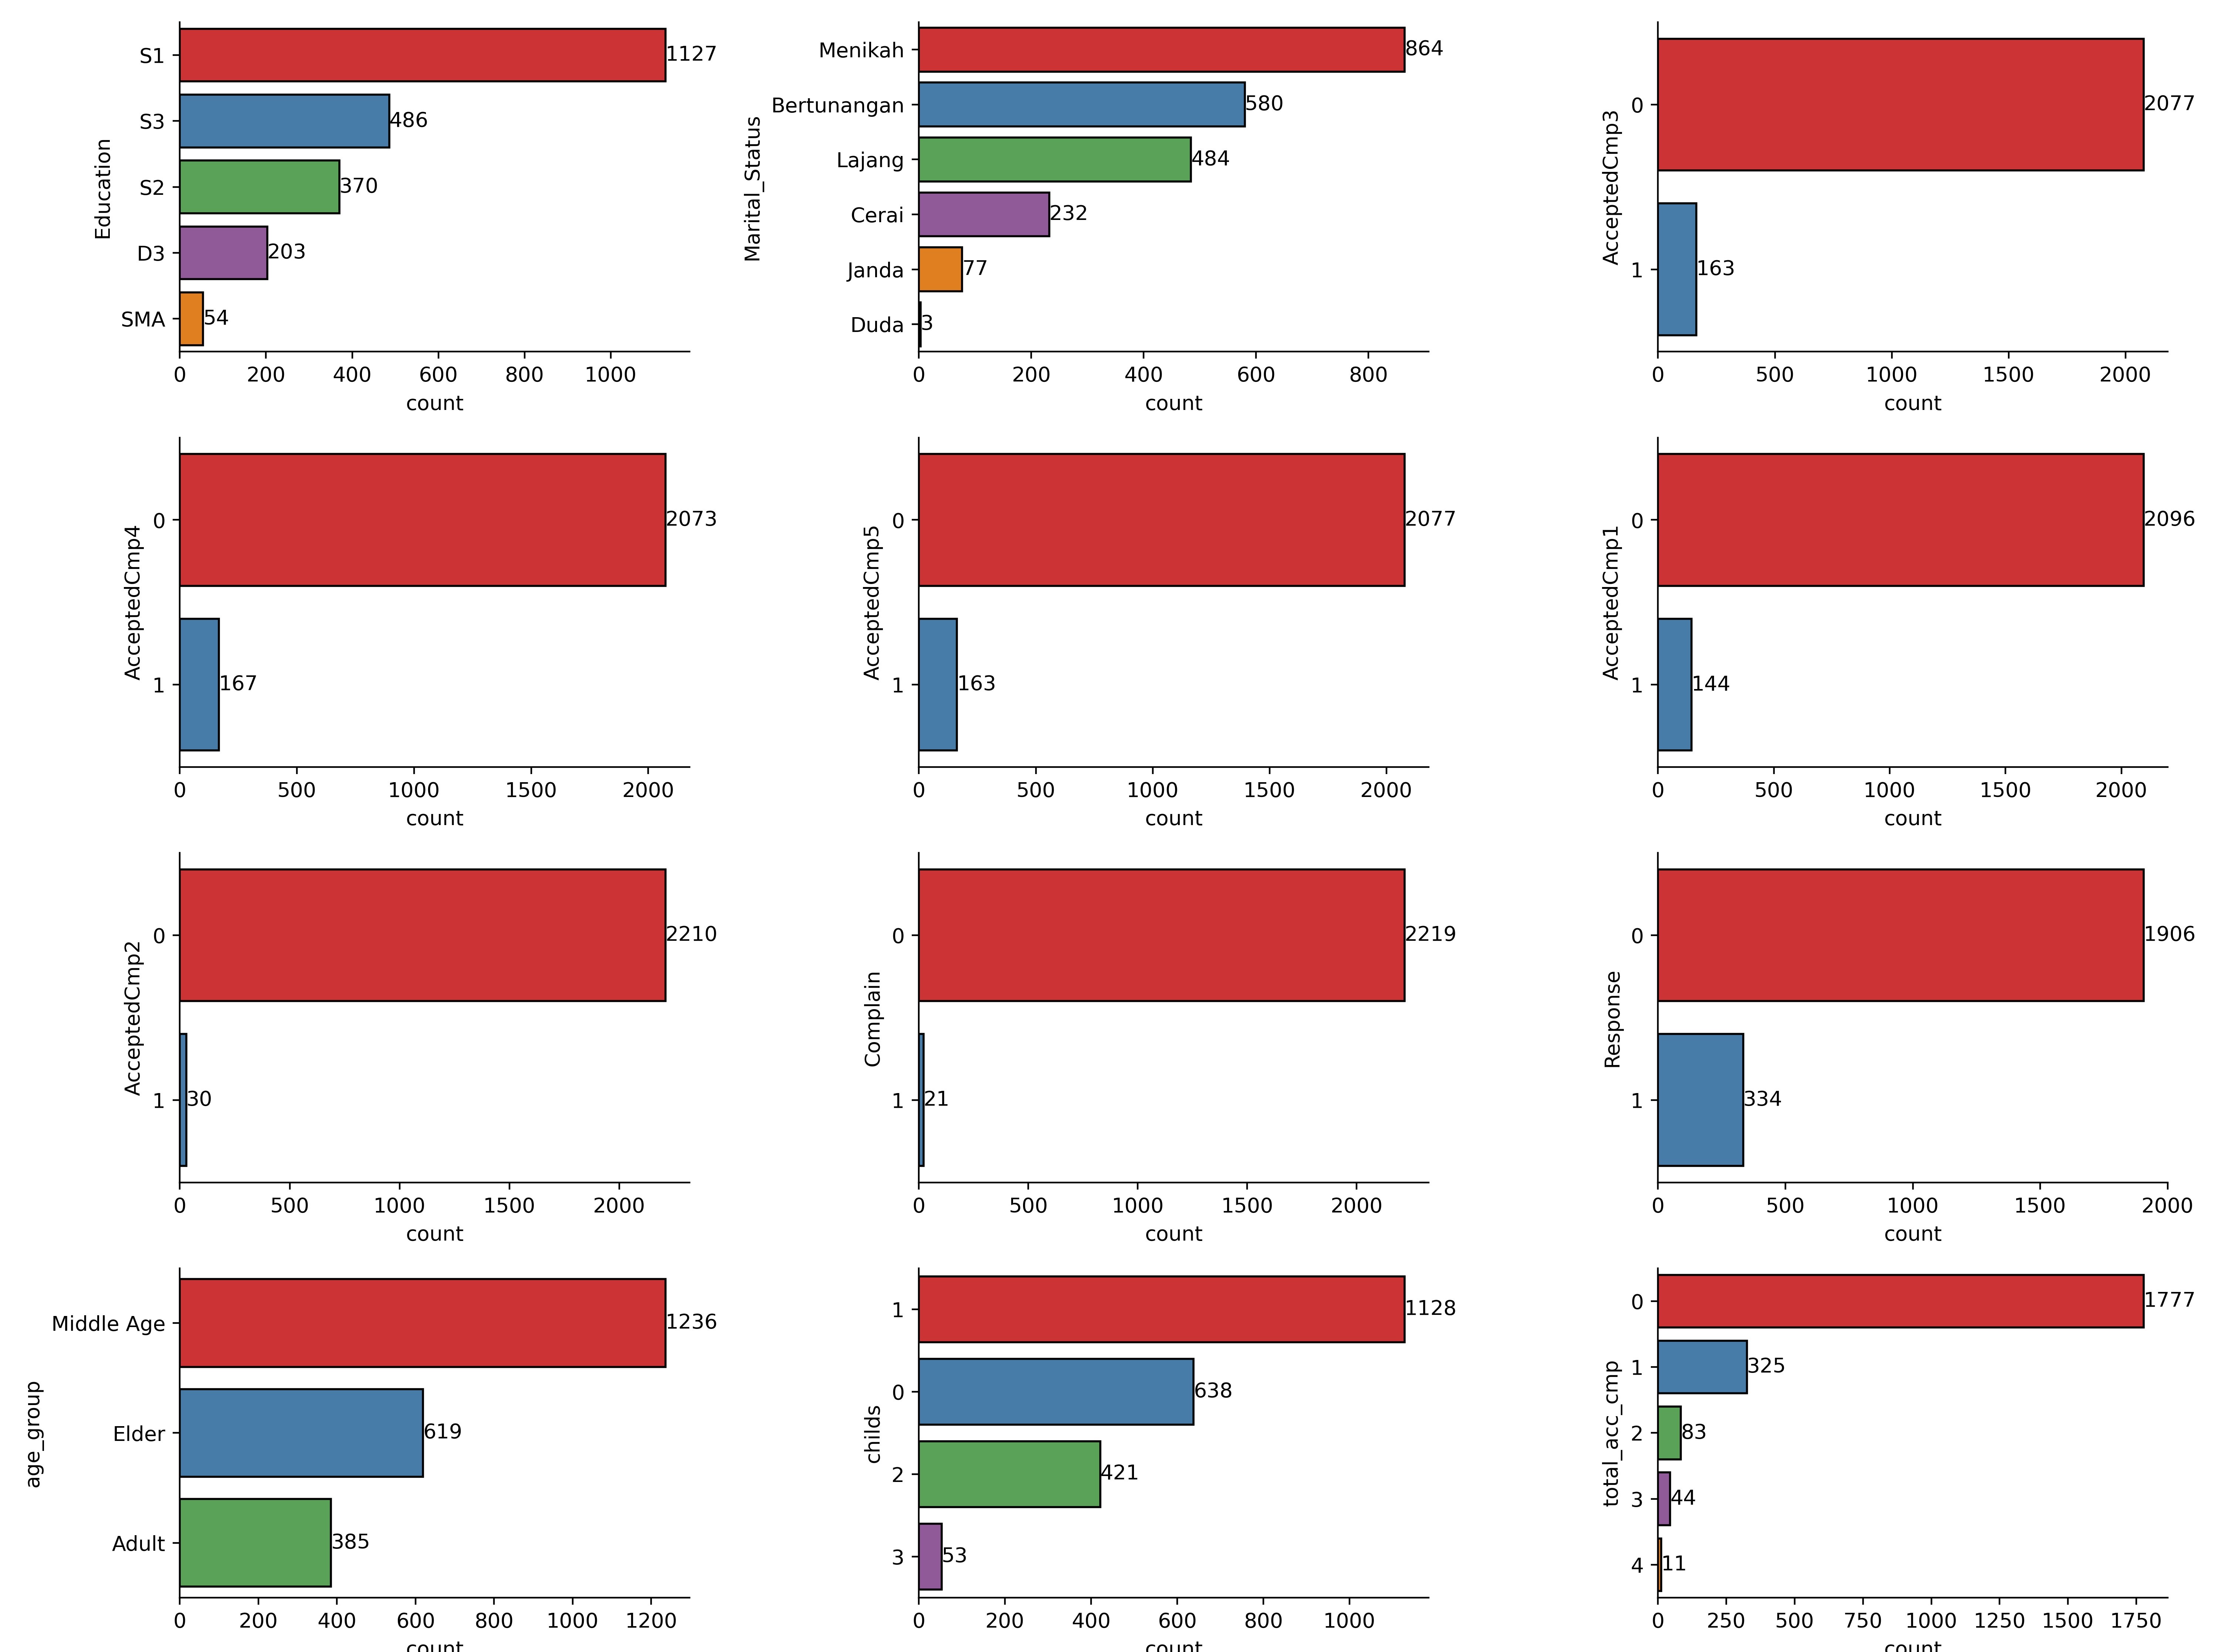 Education
S1 1127
S3 486
S2 370
D3 203
SMA 54
0 200 400 600 800 1000
count
Marital_Status
Menikah 864
Bertunangan 580
Lajang 484
Cerai 232
Janda 77
Duda 3
0 200 400 600 800
count
AcceptedCmp3
0 2077
1 163
0 500 1000 1500 2000
count
AcceptedCmp4
0 2073
1 167
0 500 1000 1500 2000
count
AcceptedCmp5
0 2077
1 163
0 500 1000 1500 2000
count
AcceptedCmp1
0 2096
1 144
0 500 1000 1500 2000
count
AcceptedCmp2
0 2210
1 30
0 500 1000 1500 2000
count
Complain
0 2219
1 21
0 500 1000 1500 2000
count
Response
0 1906
1 334
0 500 1000 1500 2000
count
age_group
Middle Age 1236
Elder 619
Adult 385
0 200 400 600 800 1000 1200
count
childs
1 1128
0 638
2 421
3 53
0 200 400 600 800 1000
count
total_acc_cmp
0 1777
1 325
2 83
3 44
4 11
0 250 500 750 1000 1250 1500 1750
count